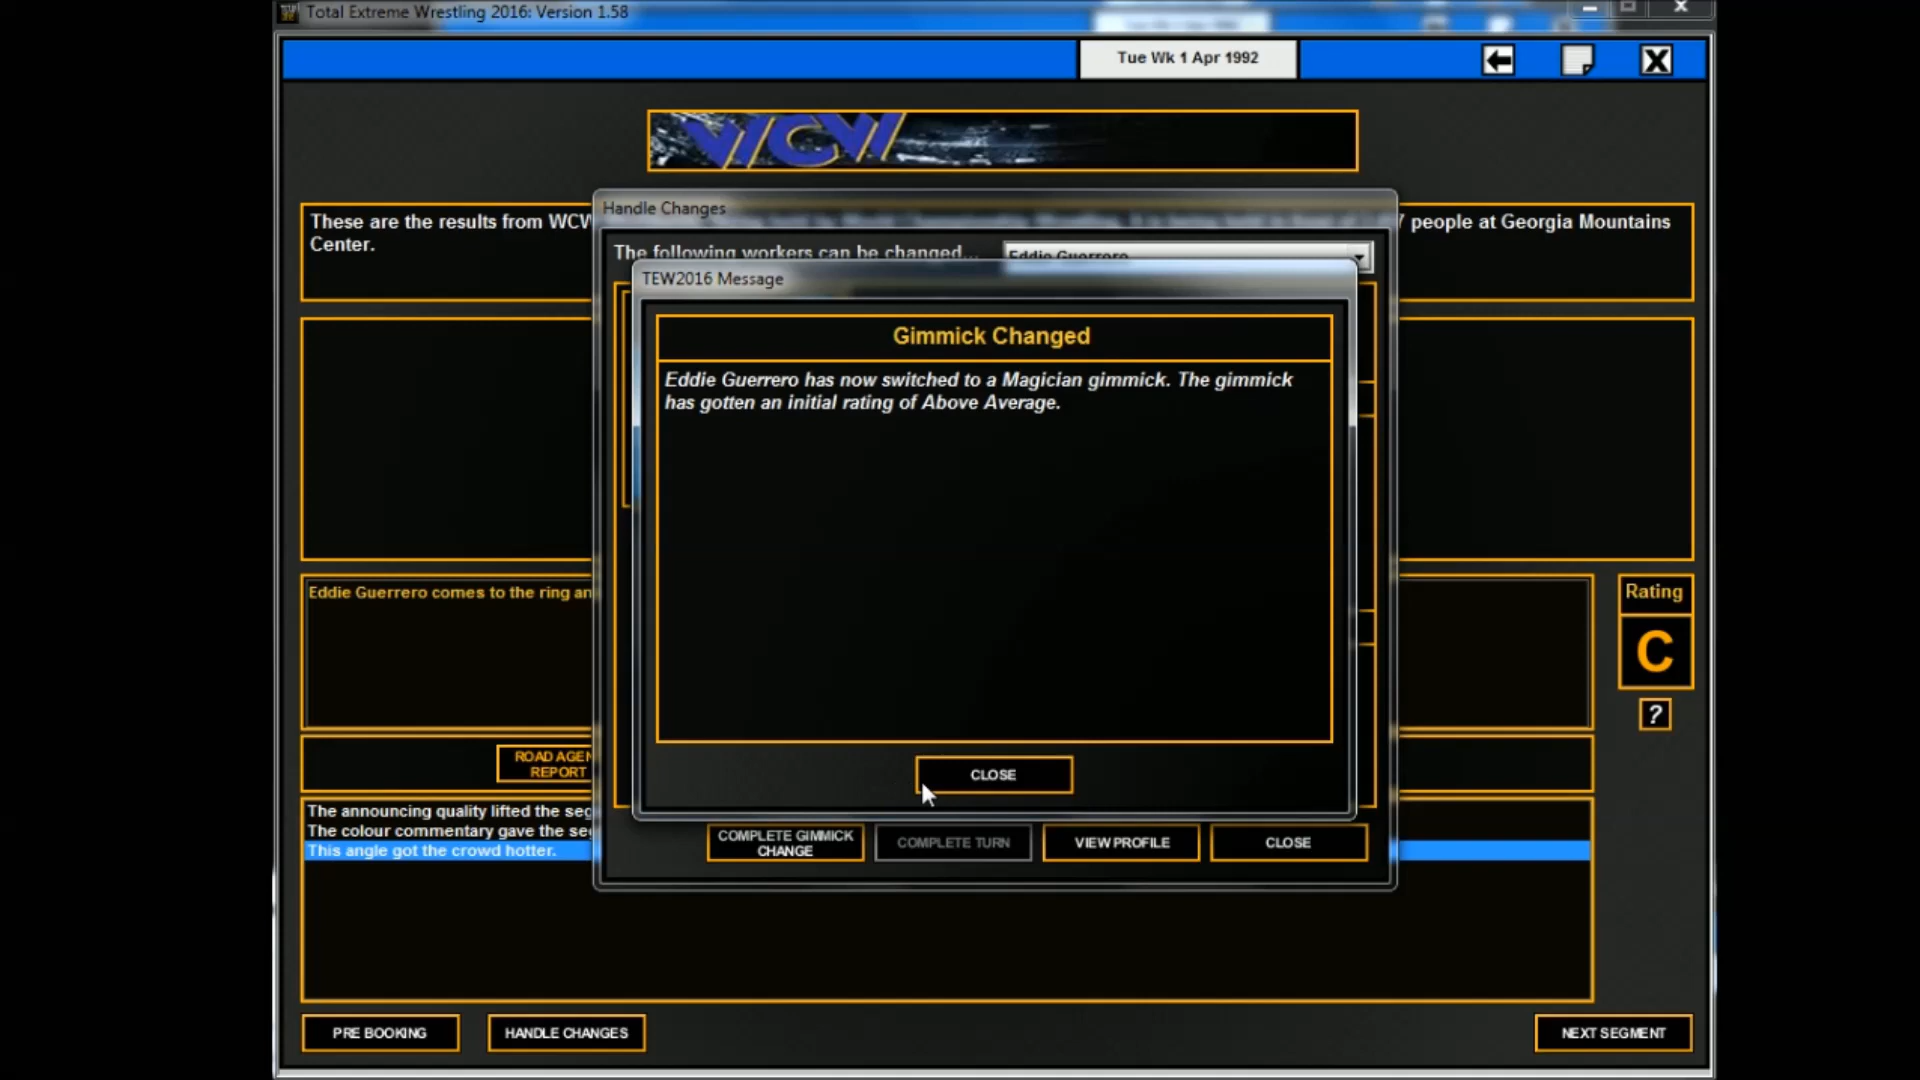 Total Extreme Wrestling 2016: Version 1.58
Tue Wk 1 Apr 1992
WCW
These are the results from WCW
7 people at Georgia Mountains
Center.
Handle Changes
The following workers can be changed...
Eddie Guerrero
TEW2016 Message
Gimmick Changed
Eddie Guerrero has now switched to a Magician gimmick. The gimmick
has gotten an initial rating of Above Average.
CLOSE
Eddie Guerrero comes to the ring an
Rating
C
?
ROAD AGEN
REPORT
The announcing quality lifted the seg
The colour commentary gave the se
This angle got the crowd hotter.
COMPLETE GIMMICK
CHANGE
COMPLETE TURN
VIEW PROFILE
CLOSE
PRE BOOKING
HANDLE CHANGES
NEXT SEGMENT